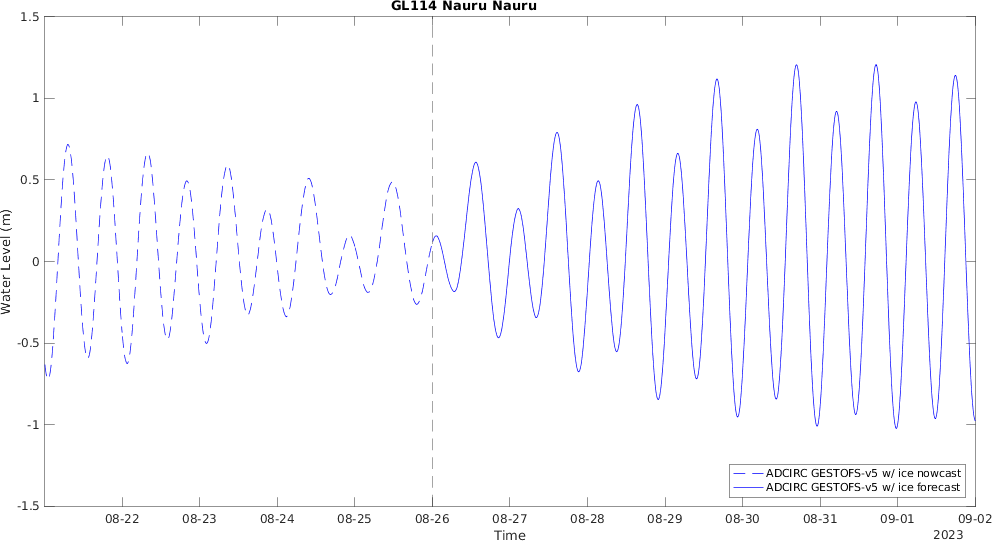 GL114 Nauru Nauru
1.5
1
0.5
0
-0.5
-1
-1.5
Water Level (m)
ADCIRC GESTOFS-v5 w/ ice nowcast
ADCIRC GESTOFS-v5 w/ ice forecast
08-22 08-23 08-24 08-25 08-26 08-27 08-28 08-29 08-30 08-31 09-01 09-02
Time
2023